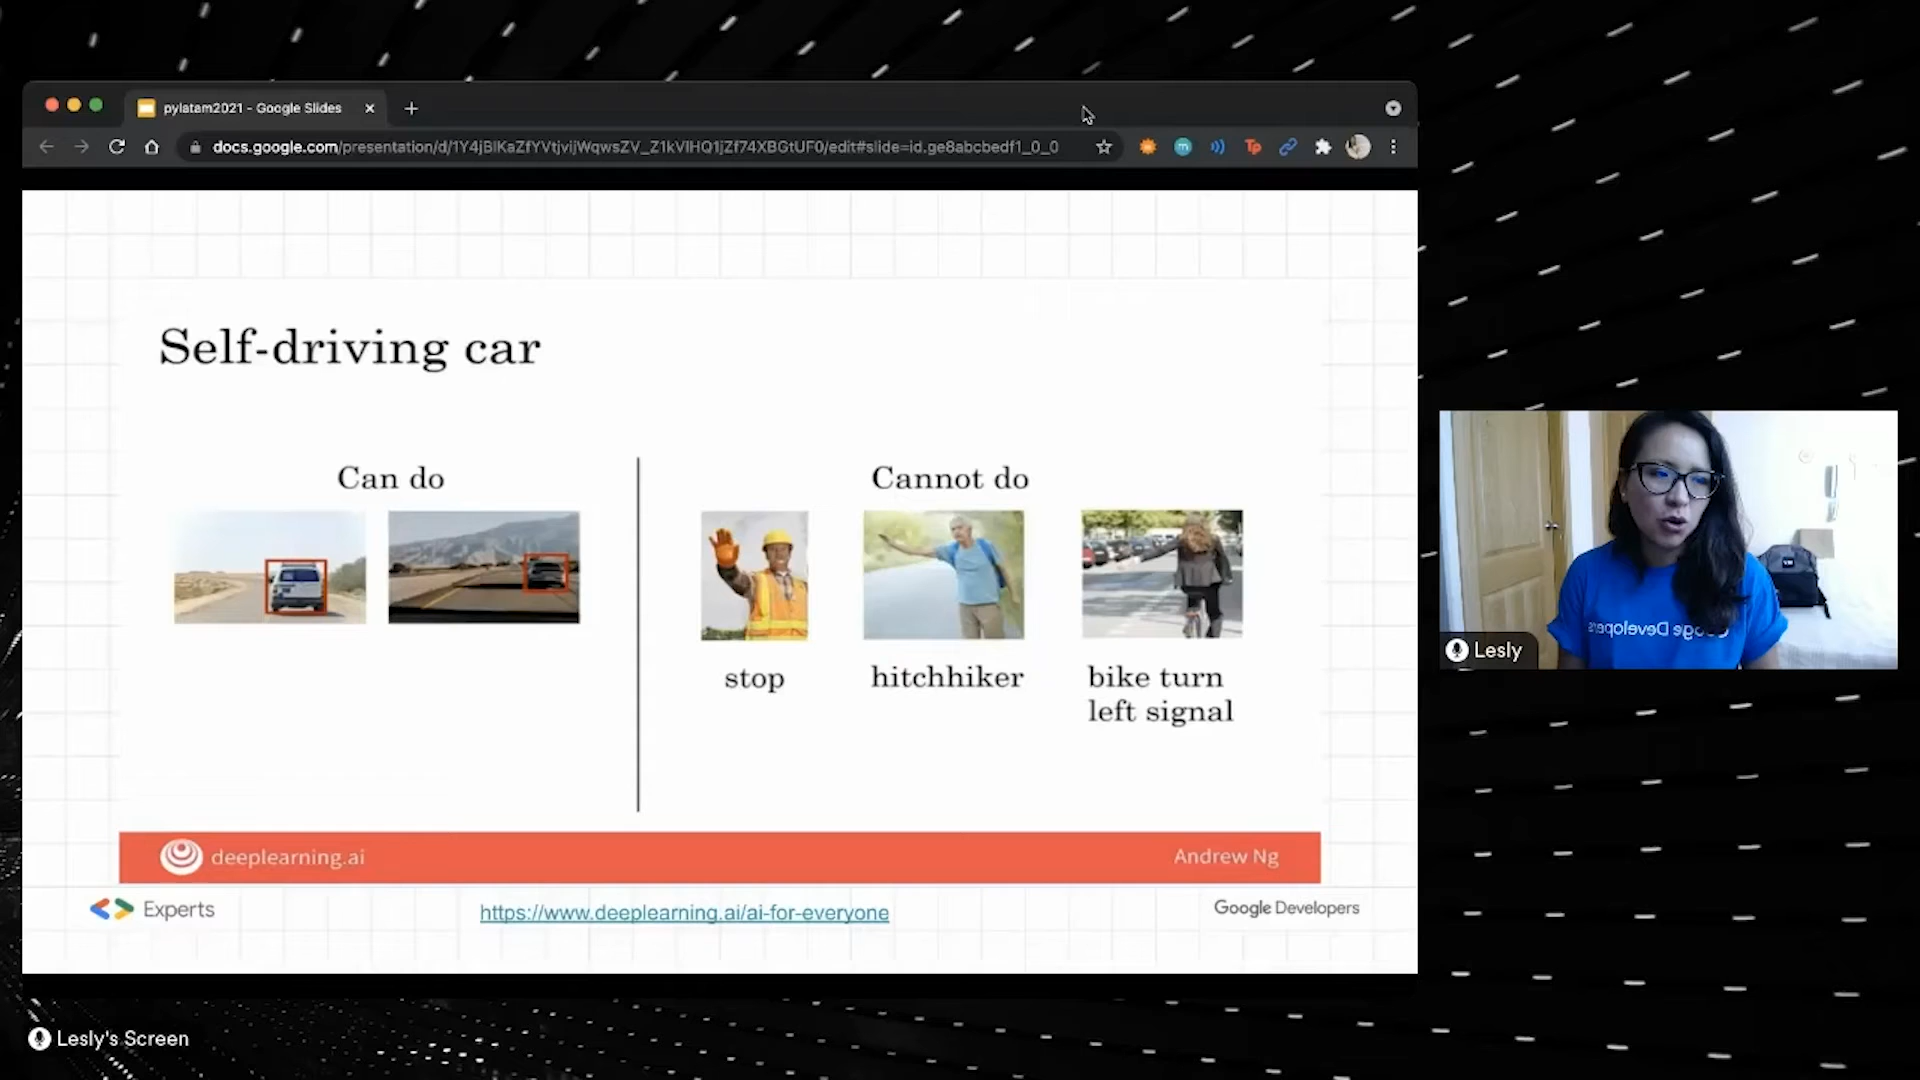 pylatam2021 - Google Slides
docs.google.com/presentation/d/1Y4jBlKaZfYVtjvijWqwsZV_Z1kVlHQ1jZf74XBGtUF0/edit#slide=id.ge8abcbedf1_0_0
Self-driving car
Can do
Cannot do
stop
hitchhiker
bike turn
left signal
deeplearning.ai
Andrew Ng
Experts
https://www.deeplearning.ai/ai-for-everyone
Google Developers
Lesly
Lesly's Screen